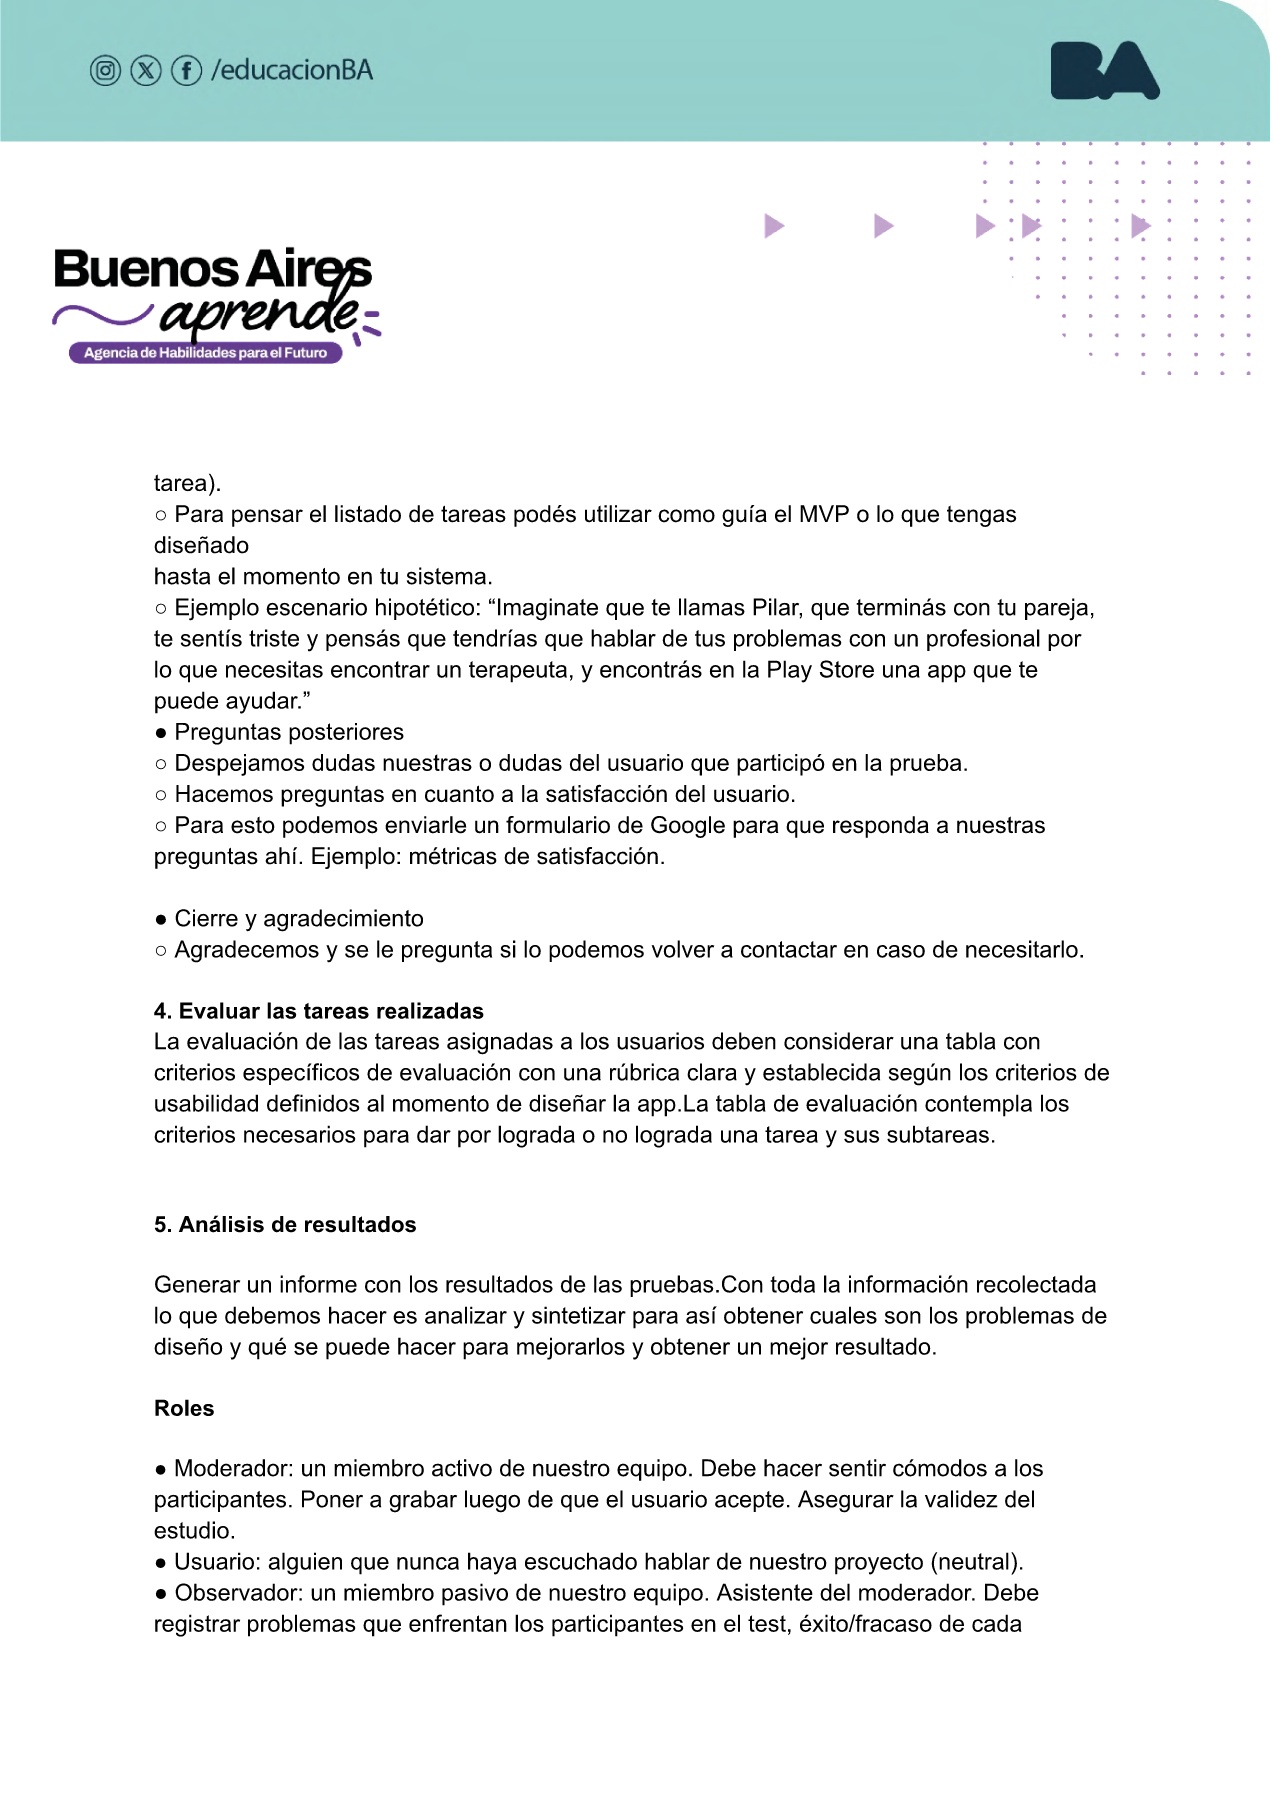 /educacionBA
BA
Buenos Aires
aprende
Agencia de Habilidades para el Futuro
tarea).
○ Para pensar el listado de tareas podés utilizar como guía el MVP o lo que tengas
diseñado
hasta el momento en tu sistema.
○ Ejemplo escenario hipotético: “Imaginate que te llamas Pilar, que terminás con tu pareja,
te sentís triste y pensás que tendrías que hablar de tus problemas con un profesional por
lo que necesitas encontrar un terapeuta, y encontrás en la Play Store una app que te
puede ayudar.”
● Preguntas posteriores
○ Despejamos dudas nuestras o dudas del usuario que participó en la prueba.
○ Hacemos preguntas en cuanto a la satisfacción del usuario.
○ Para esto podemos enviarle un formulario de Google para que responda a nuestras
preguntas ahí. Ejemplo: métricas de satisfacción.
● Cierre y agradecimiento
○ Agradecemos y se le pregunta si lo podemos volver a contactar en caso de necesitarlo.
4. Evaluar las tareas realizadas
La evaluación de las tareas asignadas a los usuarios deben considerar una tabla con
criterios específicos de evaluación con una rúbrica clara y establecida según los criterios de
usabilidad definidos al momento de diseñar la app.La tabla de evaluación contempla los
criterios necesarios para dar por lograda o no lograda una tarea y sus subtareas.
5. Análisis de resultados
Generar un informe con los resultados de las pruebas.Con toda la información recolectada
lo que debemos hacer es analizar y sintetizar para así obtener cuales son los problemas de
diseño y qué se puede hacer para mejorarlos y obtener un mejor resultado.
Roles
● Moderador: un miembro activo de nuestro equipo. Debe hacer sentir cómodos a los
participantes. Poner a grabar luego de que el usuario acepte. Asegurar la validez del
estudio.
● Usuario: alguien que nunca haya escuchado hablar de nuestro proyecto (neutral).
● Observador: un miembro pasivo de nuestro equipo. Asistente del moderador. Debe
registrar problemas que enfrentan los participantes en el test, éxito/fracaso de cada